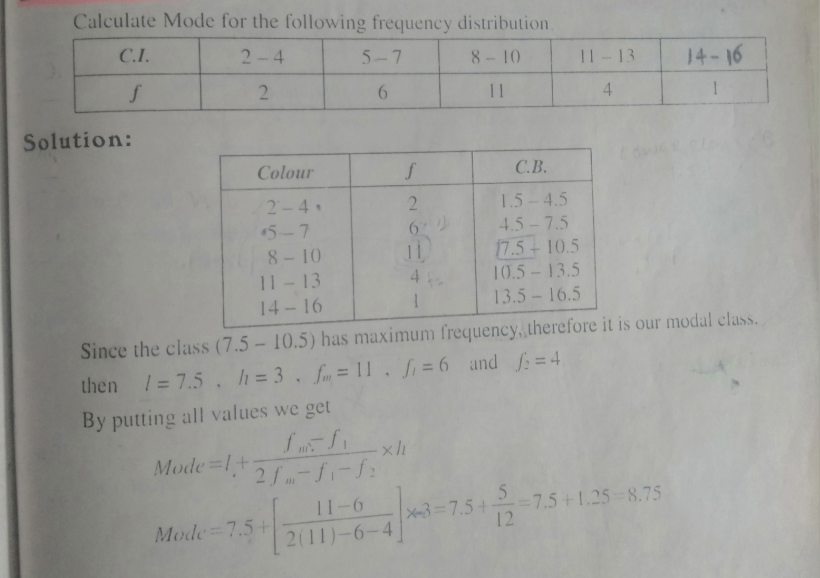 Calculate Mode for the following frequency distribution
C.I. 2 – 4 5 – 7 8 – 10 11 – 13 14 – 16
f 2 6 11 4 1
Solution:
Colour f C.B.
2 – 4 2 1.5 – 4.5
5 – 7 6 4.5 – 7.5
8 – 10 11 7.5 – 10.5
11 – 13 4 10.5 – 13.5
14 – 16 1 13.5 – 16.5
Since the class (7.5 – 10.5) has maximum frequency, therefore it is our modal class.
then l = 7.5 , h = 3 , fₘ = 11 , f₁ = 6 and f₂ = 4
By putting all values we get
Mode = l + (fₘ – f₁) / (2fₘ – f₁ – f₂) × h
Mode = 7.5 + [(11 – 6) / (2(11) – 6 – 4)] × 3 = 7.5 + 5/12 = 7.5 + 1.25 = 8.75